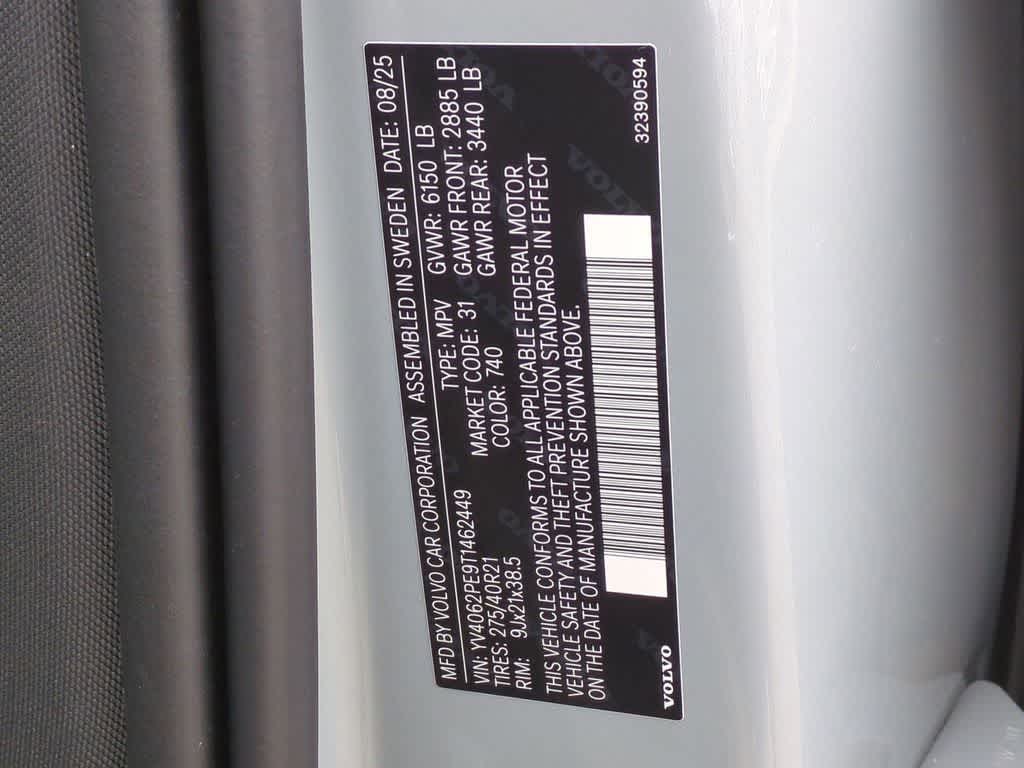 MFD BY VOLVO CAR CORPORATION ASSEMBLED IN SWEDEN DATE: 08/25
VIN: YV4062PE9T1462449 TYPE: MPV GVWR: 6150 LB
TIRES: 275/40R21 MARKET CODE: 31 GAWR FRONT: 2885 LB
RIM: 9Jx21x38.5 COLOR: 740 GAWR REAR: 3440 LB
THIS VEHICLE CONFORMS TO ALL APPLICABLE FEDERAL MOTOR
VEHICLE SAFETY AND THEFT PREVENTION STANDARDS IN EFFECT
ON THE DATE OF MANUFACTURE SHOWN ABOVE.
VOLVO 32390594